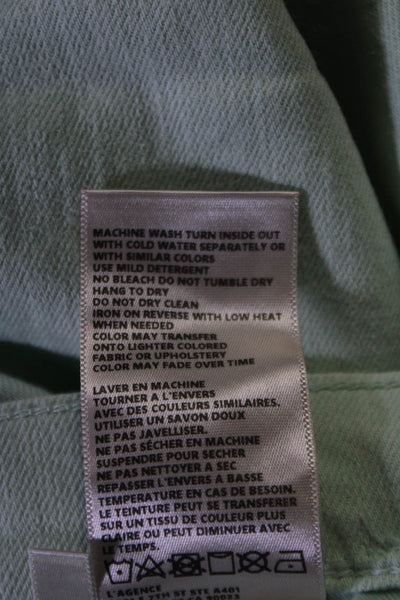 MACHINE WASH TURN INSIDE OUT
WITH COLD WATER SEPARATELY OR
WITH SIMILAR COLORS
USE MILD DETERGENT
NO BLEACH DO NOT TUMBLE DRY
HANG TO DRY
DO NOT DRY CLEAN
IRON ON REVERSE WITH LOW HEAT
WHEN NEEDED
COLOR MAY TRANSFER
ONTO LIGHTER COLORED
FABRIC OR UPHOLSTERY
COLOR MAY FADE OVER TIME
LAVER EN MACHINE
TOURNER A L'ENVERS
AVEC DES COULEURS SIMILAIRES.
UTILISER UN SAVON DOUX
NE PAS JAVELLISER.
NE PAS SÉCHER EN MACHINE
SUSPENDRE POUR SÉCHER
NE PAS NETTOYER A SEC
REPASSER L'ENVERS A BASSE
TEMPERATURE EN CAS DE BESOIN.
LE TEINTURE PEUT SE TRANSFERER
SUR UN TISSU DE COULEUR PLUS
CLAIRE OU PEUT DIMINUER AVEC
LE TEMPS.
L'AGENCE
7TH ST STE A401